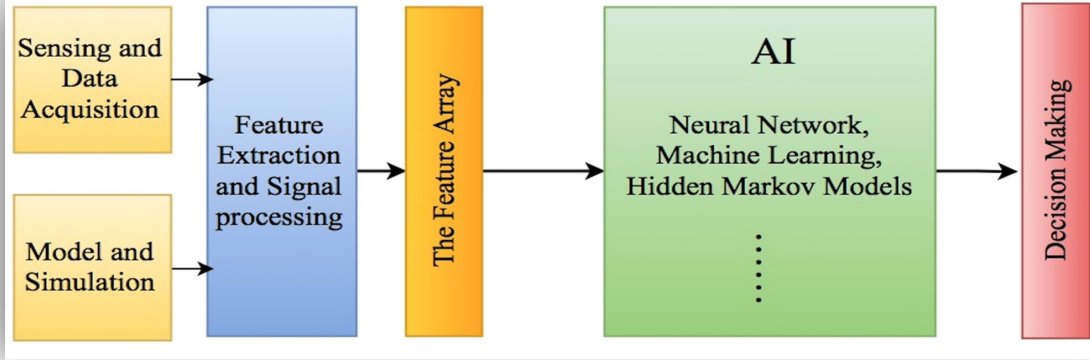 Sensing and
Data
Acquisition
Model and
Simulation
Feature
Extraction
and Signal
processing
The Feature Array
AI
Neural Network,
Machine Learning,
Hidden Markov Models
......
Decision Making